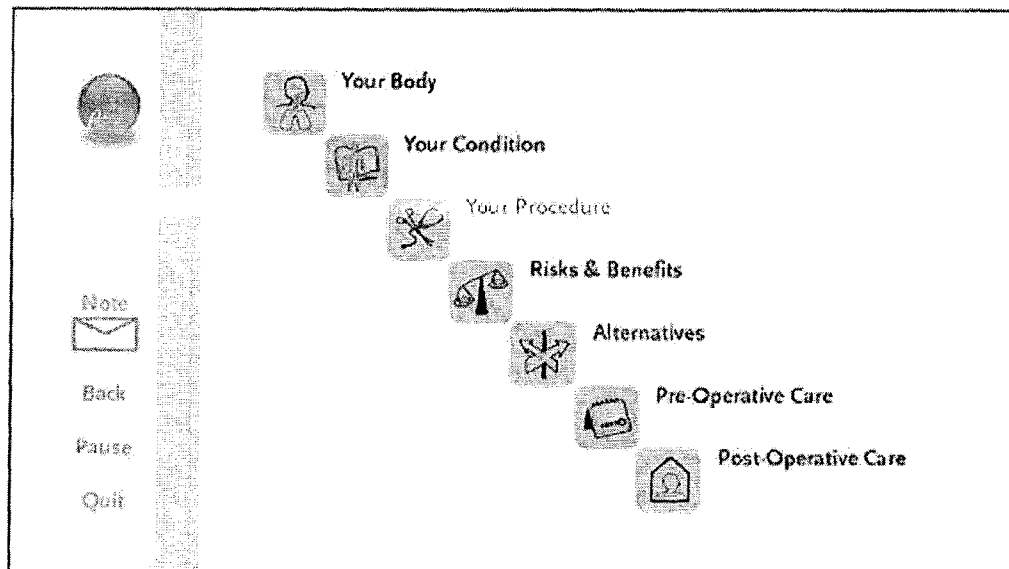 Your Body
Your Condition
Your Procedure
Risks & Benefits
Alternatives
Pre-Operative Care
Post-Operative Care
Note
Back
Pause
Quit